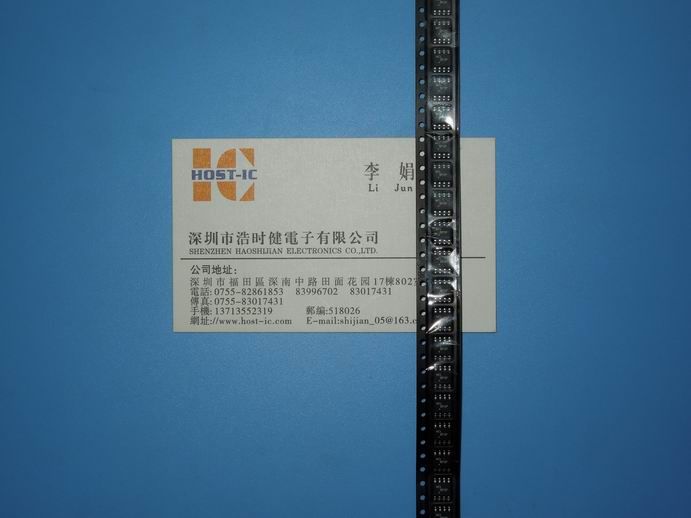 IC
HOST-IC
李 娟
Li Jun
深圳市浩时健電子有限公司
SHENZHEN HAOSHIJIAN ELECTRONICS CO.,LTD.
公司地址:
深圳市福田區深南中路田面花园17棟802
電話: 0755-82861853 83996702 83017431
傳真: 0755-83017431
手機: 13713552319 郵編:518026
網址://www.host-ic.com E-mail:shijian_05@163.c